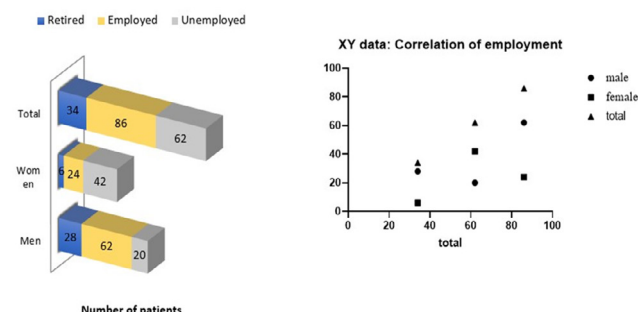 Retired Employed Unemployed
Total
34 86 62
Wom
en
6 24 42
Men
28 62 20
Number of patients
XY data: Correlation of employment
100
80
60
40
20
0
0 20 40 60 80 100
total
male
female
total